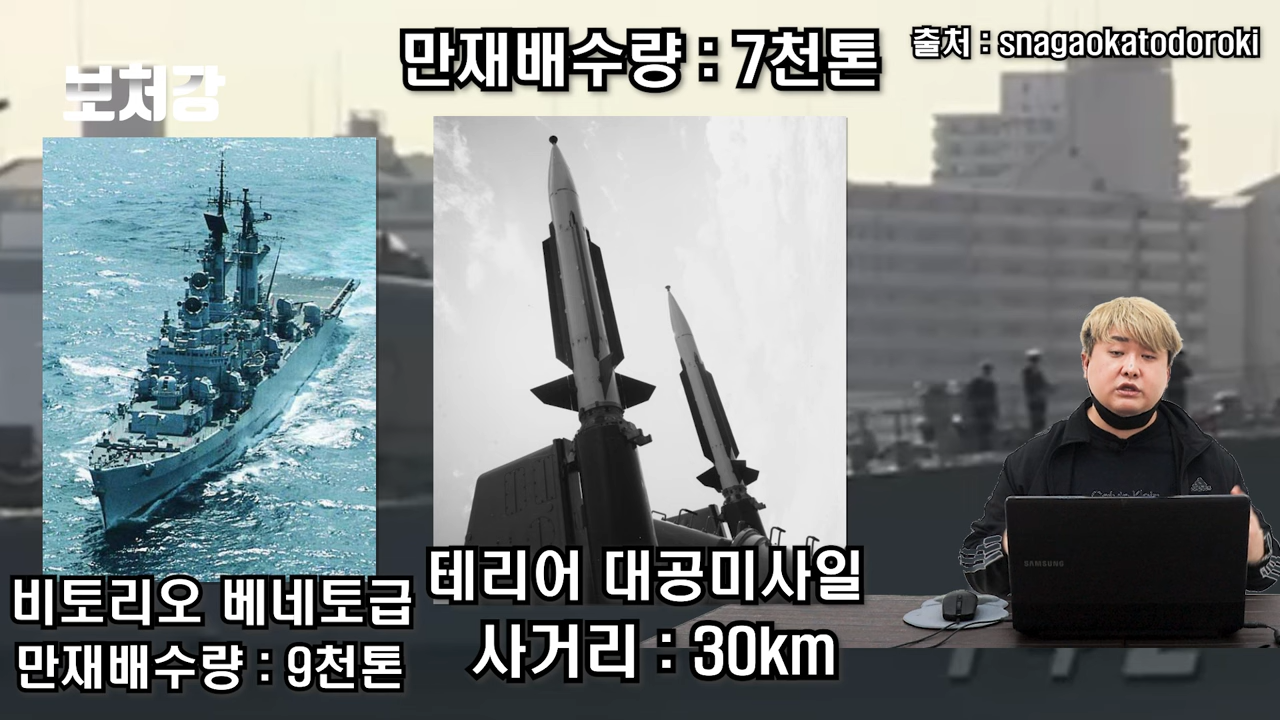 만재배수량 : 7천톤
출처 : snagaokatodoroki
보처강
비토리오 베네토급
만재배수량 : 9천톤
테리어 대공미사일
사거리 : 30km
Calvin Klein
SAMSUNG